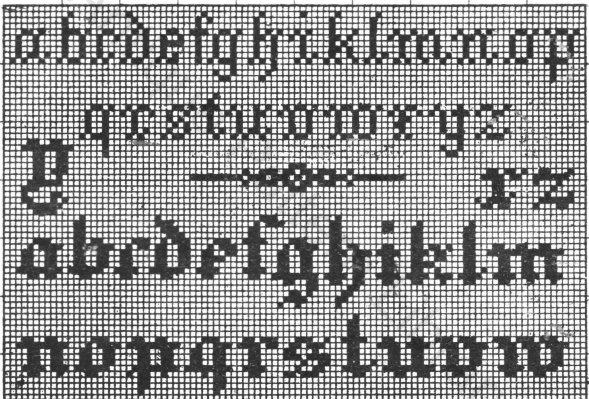 abcdefghiklmnop
qrstuvwxyz
y xz
abcdefghiklm
nopqrstuvw